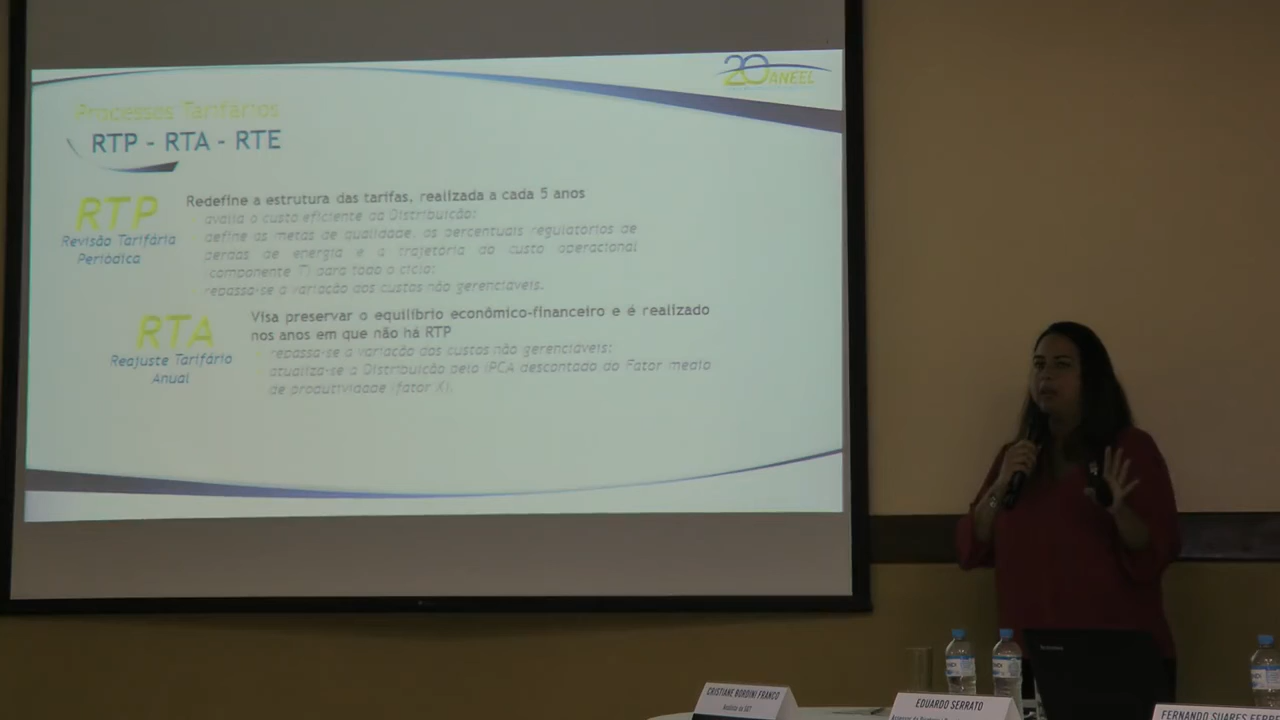 20 ANEEL
Processos Tarifários
RTP - RTA - RTE
RTP
Revisão Tarifária
Periódica
Redefine a estrutura das tarifas, realizada a cada 5 anos
avalia o custo eficiente da Distribuição;
define as metas de qualidade, os percentuais regulatórios de
perdas de energia e a trajetória do custo operacional
(componente T) para todo o ciclo;
repassa-se a variação dos custos não gerenciáveis.
RTA
Reajuste Tarifário
Anual
Visa preservar o equilíbrio econômico-financeiro e é realizado
nos anos em que não há RTP
repassa-se a variação dos custos não gerenciáveis;
atualiza-se a Distribuição pelo IPCA descontado do Fator médio
de produtividade (fator X).
CRISTIANE BORDINI FRANCO
EDUARDO SERRATO
FERNANDO SUARES